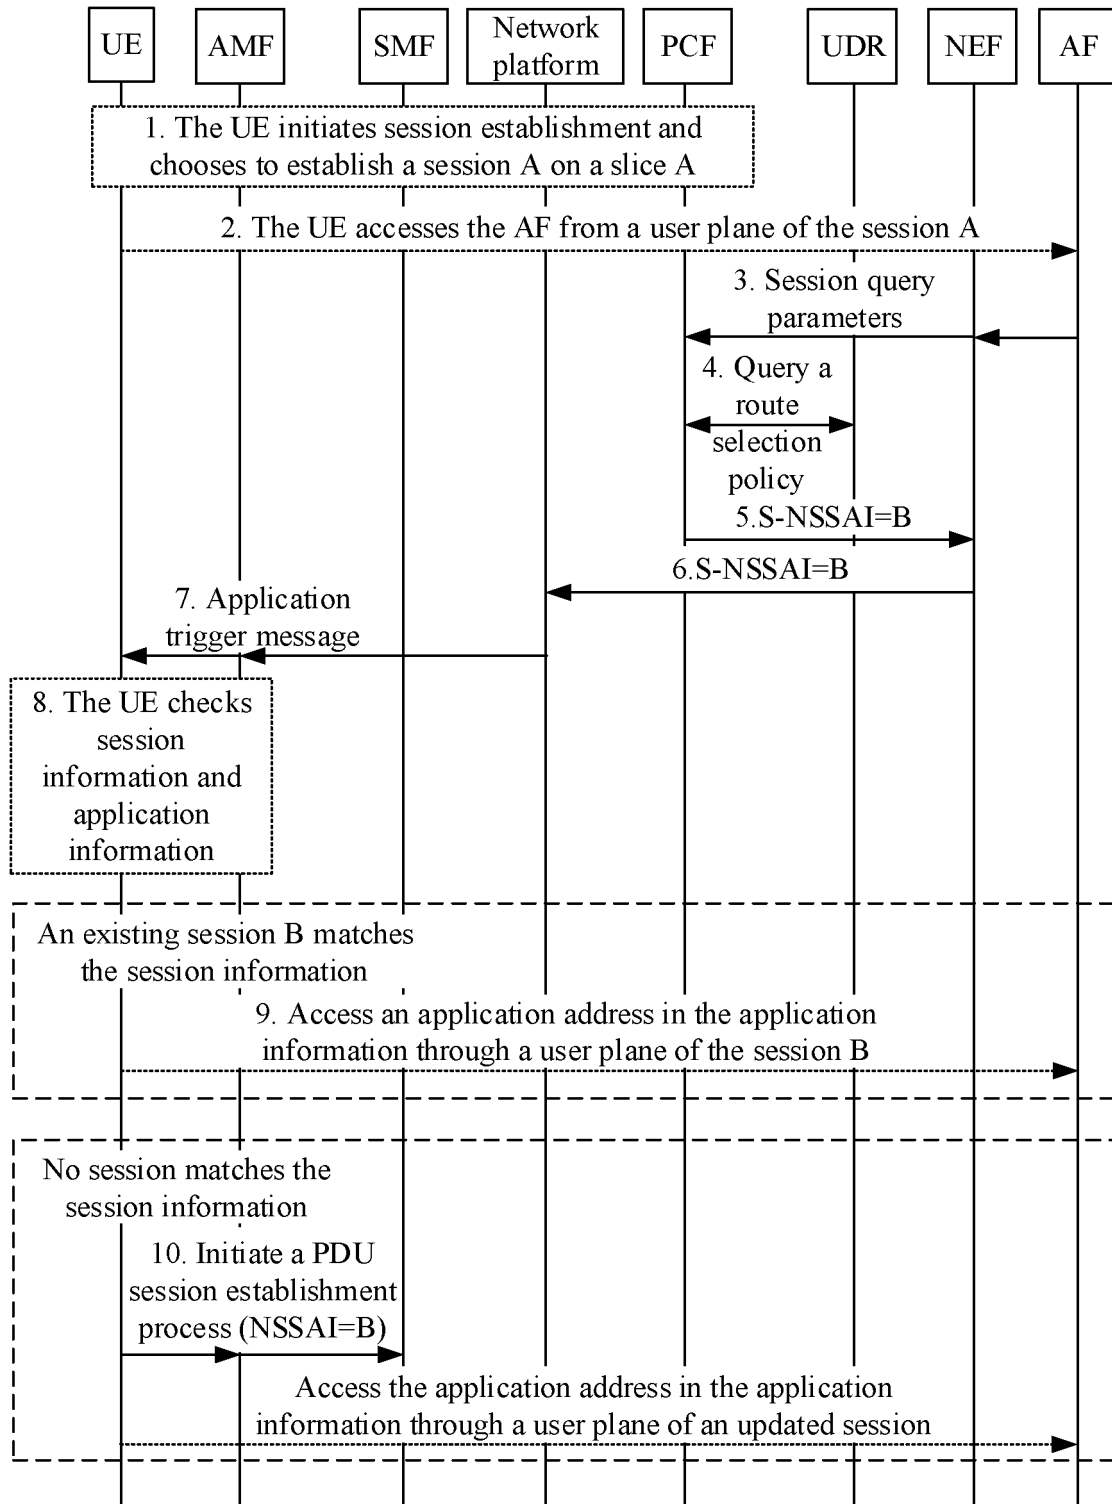 UE
AMF
SMF
Network
platform
PCF
UDR
NEF
AF
1. The UE initiates session establishment and
chooses to establish a session A on a slice A
2. The UE accesses the AF from a user plane of the session A
3. Session query
parameters
4. Query a
route
selection
policy
5.S-NSSAI=B
6.S-NSSAI=B
7. Application
trigger message
8. The UE checks
session
information and
application
information
An existing session B matches
the session information
9. Access an application address in the application
information through a user plane of the session B
No session matches the
session information
10. Initiate a PDU
session establishment
process (NSSAI=B)
Access the application address in the application
information through a user plane of an updated session